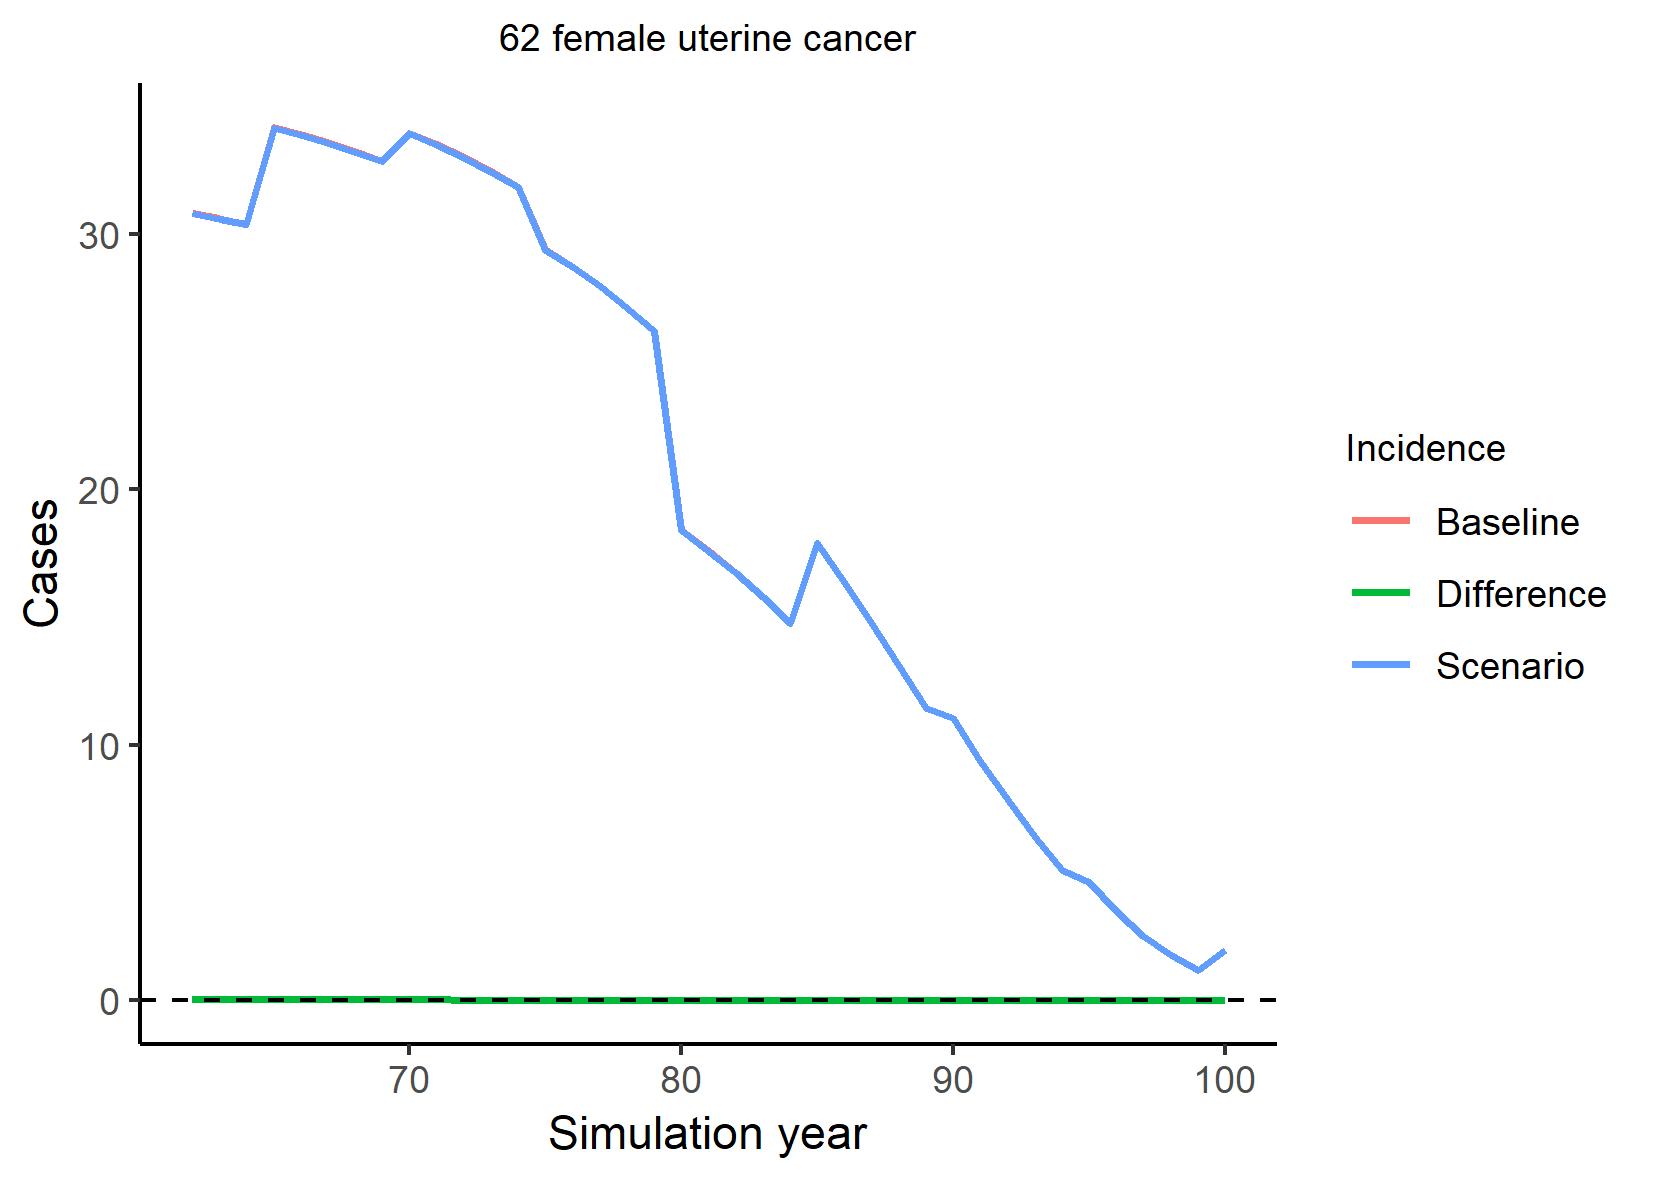 62 female uterine cancer
Cases
30
20
10
0
70 80 90 100
Simulation year
Incidence
Baseline
Difference
Scenario